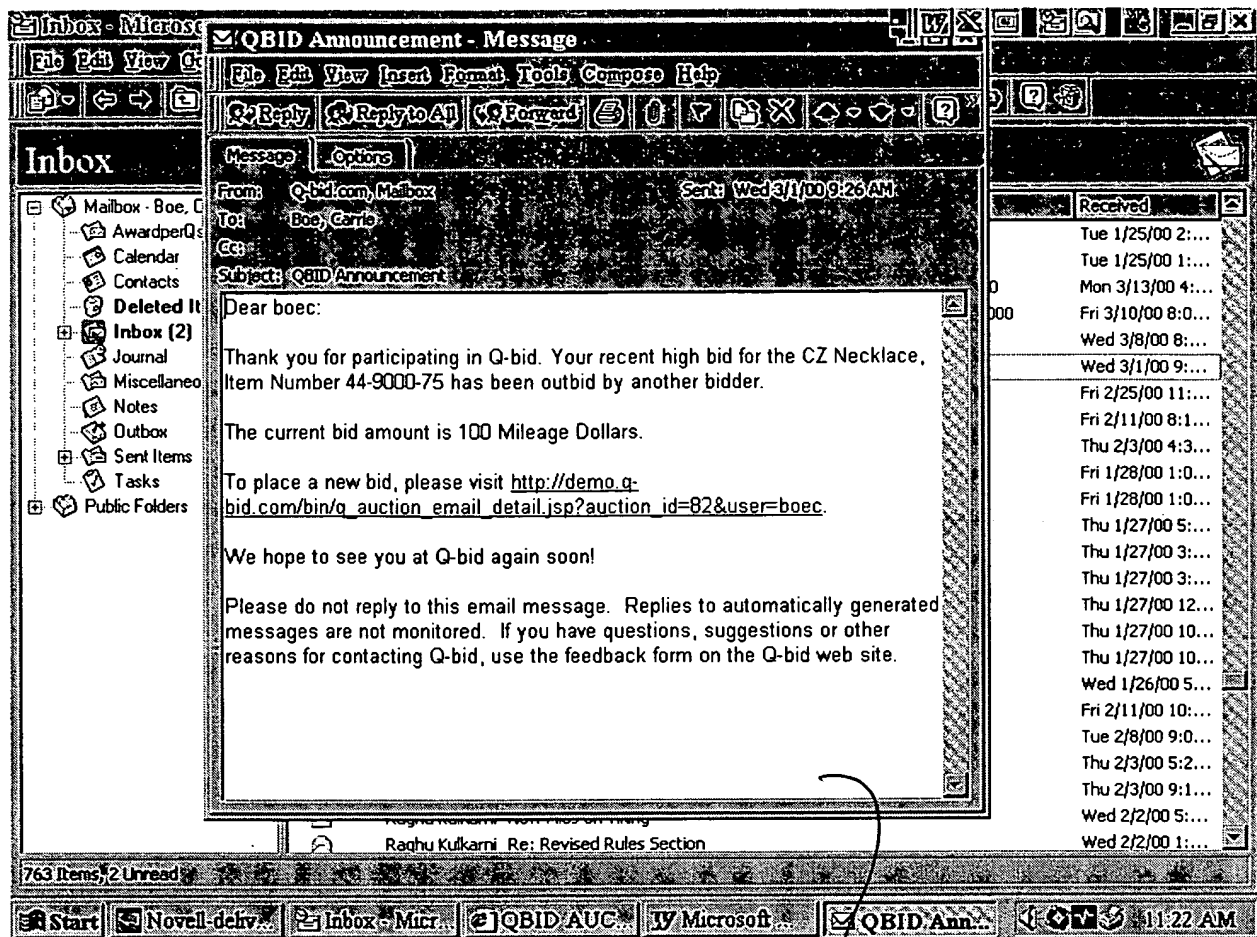 Inbox - Microso
QBID Announcement - Message
File Edit View
File Edit View Insert Format Tools Compose Help
Reply Reply to All Forward
Inbox
Message Options
From: Q-bid.com, Mailbox Sent: Wed 3/1/00 9:26 AM
To: Boe, Carrie
Cc:
Subject: QBID Announcement
Mailbox - Boe, C
AwardperQs
Calendar
Contacts
Deleted It
Inbox (2)
Journal
Miscellaneo
Notes
Outbox
Sent Items
Tasks
Public Folders
Dear boec:
Thank you for participating in Q-bid. Your recent high bid for the CZ Necklace,
Item Number 44-9000-75 has been outbid by another bidder.
The current bid amount is 100 Mileage Dollars.
To place a new bid, please visit http://demo.q-
bid.com/bin/q_auction_email_detail.jsp?auction_id=82&user=boec.
We hope to see you at Q-bid again soon!
Please do not reply to this email message. Replies to automatically generated
messages are not monitored. If you have questions, suggestions or other
reasons for contacting Q-bid, use the feedback form on the Q-bid web site.
Received
Tue 1/25/00 2:...
Tue 1/25/00 1:...
Mon 3/13/00 4:...
Fri 3/10/00 8:0...
Wed 3/8/00 8:...
Wed 3/1/00 9:...
Fri 2/25/00 11:...
Fri 2/11/00 8:1...
Thu 2/3/00 4:3...
Fri 1/28/00 1:0...
Fri 1/28/00 1:0...
Thu 1/27/00 5:...
Thu 1/27/00 3:...
Thu 1/27/00 3:...
Thu 1/27/00 12...
Thu 1/27/00 10...
Thu 1/27/00 10...
Wed 1/26/00 5...
Fri 2/11/00 10:...
Tue 2/8/00 9:0...
Thu 2/3/00 5:2...
Thu 2/3/00 9:1...
Wed 2/2/00 5:...
Raghu Kulkarni Re: Revised Rules Section Wed 2/2/00 1:...
763 Items, 2 Unread
Start Novell-deliv... Inbox - Micr... QBID AUC... Microsoft ... QBID Ann... 11:22 AM